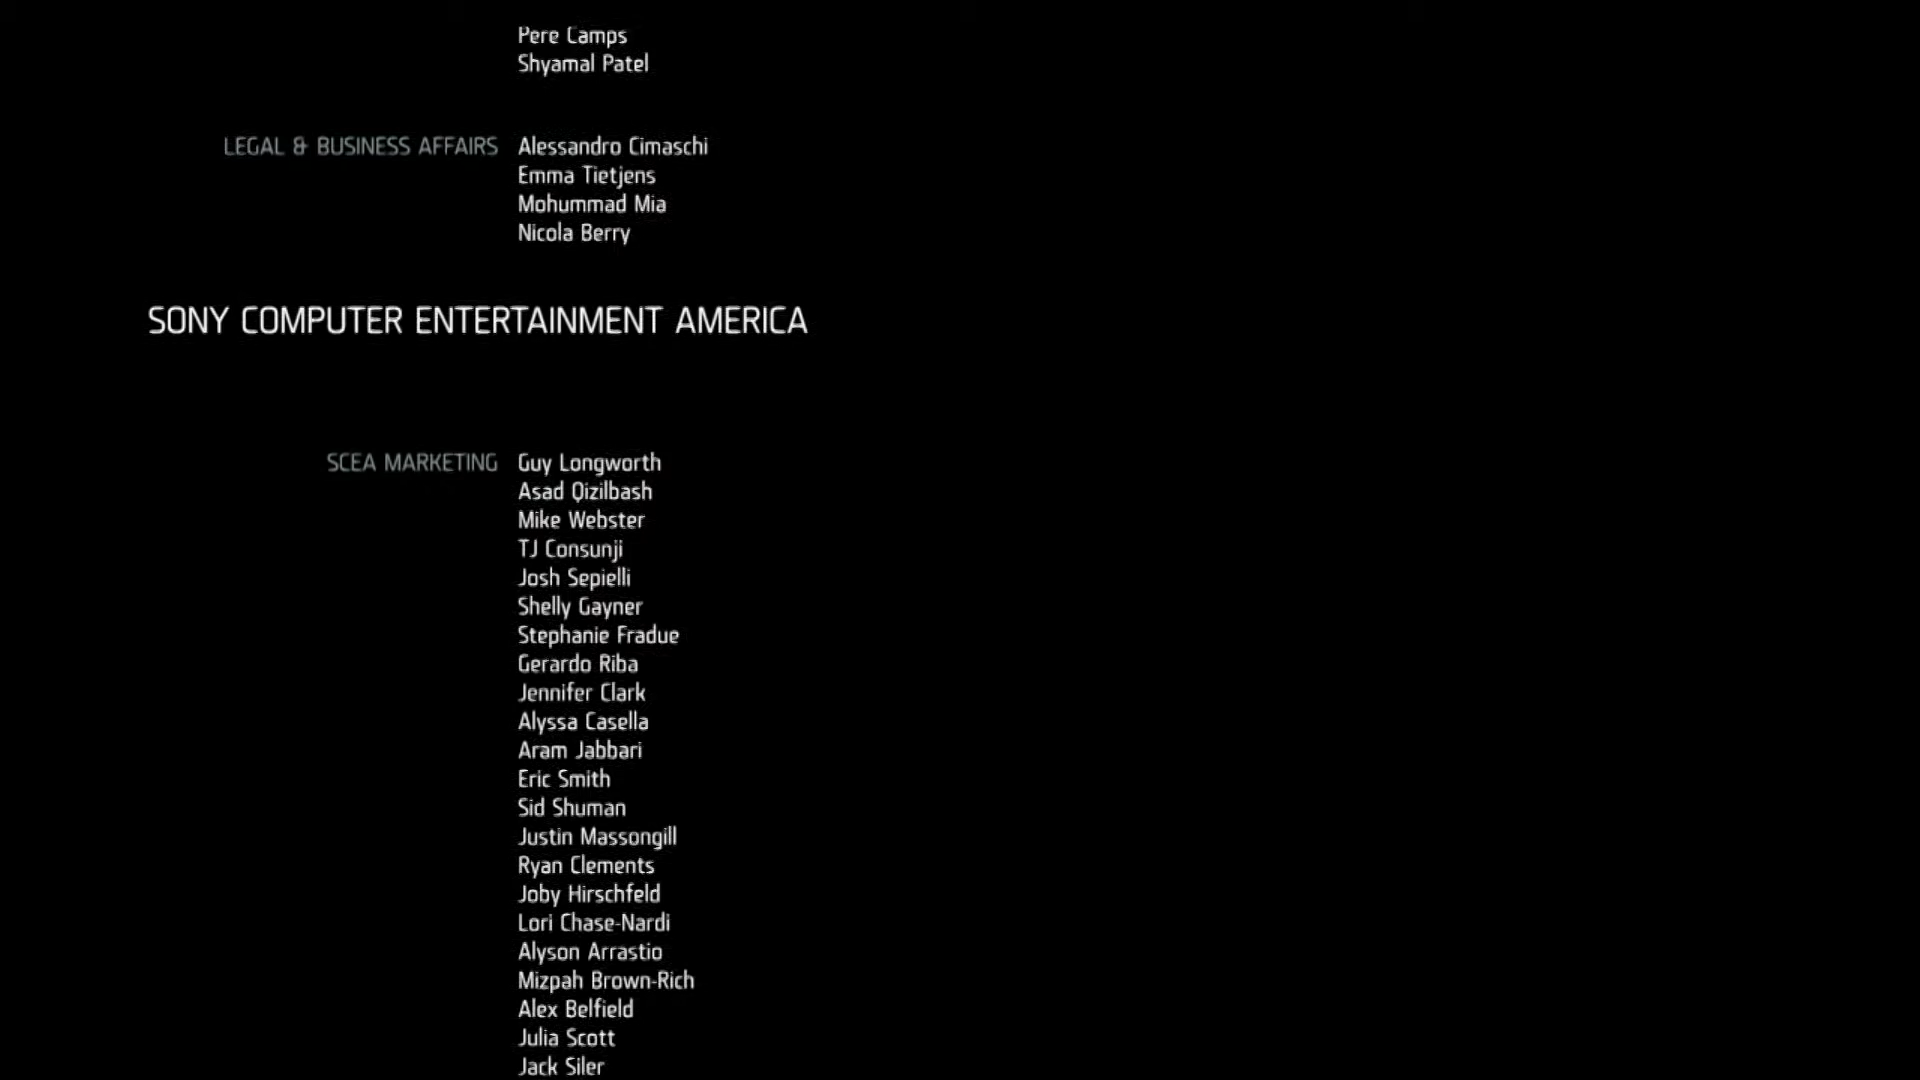 Pere Camps
Shyamal Patel
LEGAL & BUSINESS AFFAIRS Alessandro Cimaschi
Emma Tietjens
Mohummad Mia
Nicola Berry
SONY COMPUTER ENTERTAINMENT AMERICA
SCEA MARKETING Guy Longworth
Asad Qizilbash
Mike Webster
TJ Consunji
Josh Sepielli
Shelly Gayner
Stephanie Fradue
Gerardo Riba
Jennifer Clark
Alyssa Casella
Aram Jabbari
Eric Smith
Sid Shuman
Justin Massongill
Ryan Clements
Joby Hirschfeld
Lori Chase-Nardi
Alyson Arrastio
Mizpah Brown-Rich
Alex Belfield
Julia Scott
Jack Siler